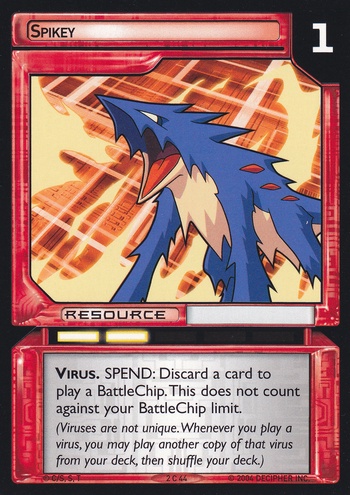 SPIKEY
1
RESOURCE
VIRUS. SPEND: Discard a card to
play a BattleChip. This does not count
against your BattleChip limit.
(Viruses are not unique. Whenever you play a
virus, you may play another copy of that virus
from your deck, then shuffle your deck.)
© C/S, S, T 2 C 44 © 2004 DECIPHER INC.